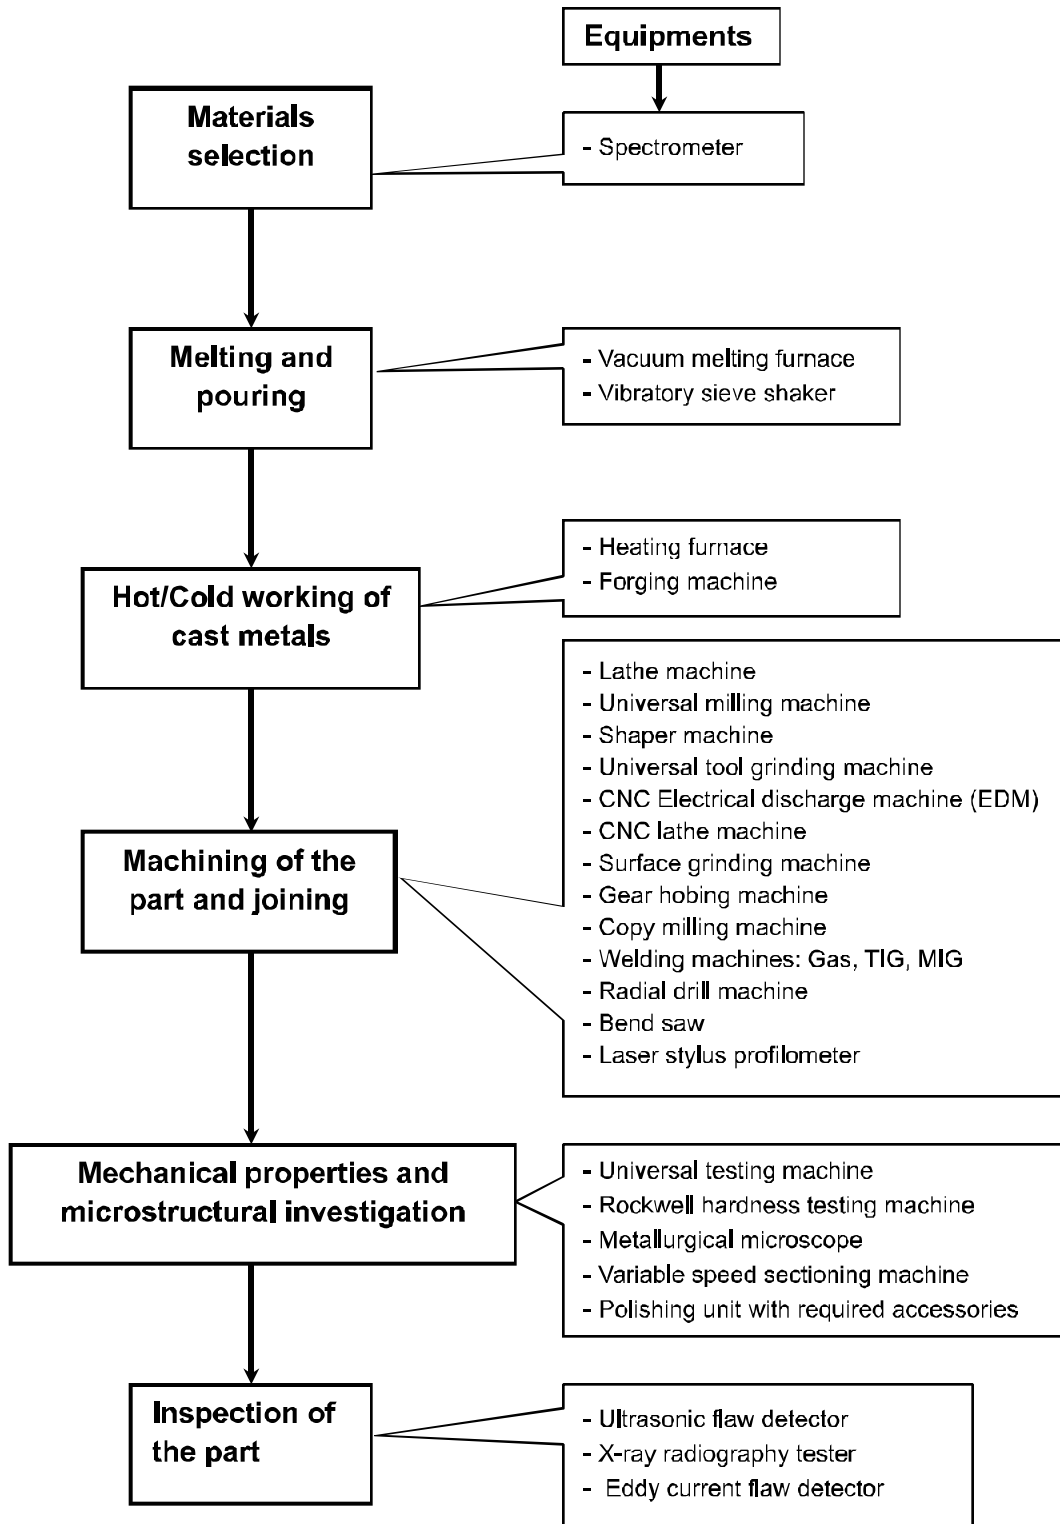 Equipments
Materials
selection
- Spectrometer
Melting and
pouring
- Vacuum melting furnace
- Vibratory sieve shaker
Hot/Cold working of
cast metals
- Heating furnace
- Forging machine
Machining of the
part and joining
- Lathe machine
- Universal milling machine
- Shaper machine
- Universal tool grinding machine
- CNC Electrical discharge machine (EDM)
- CNC lathe machine
- Surface grinding machine
- Gear hobing machine
- Copy milling machine
- Welding machines: Gas, TIG, MIG
- Radial drill machine
- Bend saw
- Laser stylus profilometer
Mechanical properties and
microstructural investigation
- Universal testing machine
- Rockwell hardness testing machine
- Metallurgical microscope
- Variable speed sectioning machine
- Polishing unit with required accessories
Inspection of
the part
- Ultrasonic flaw detector
- X-ray radiography tester
- Eddy current flaw detector